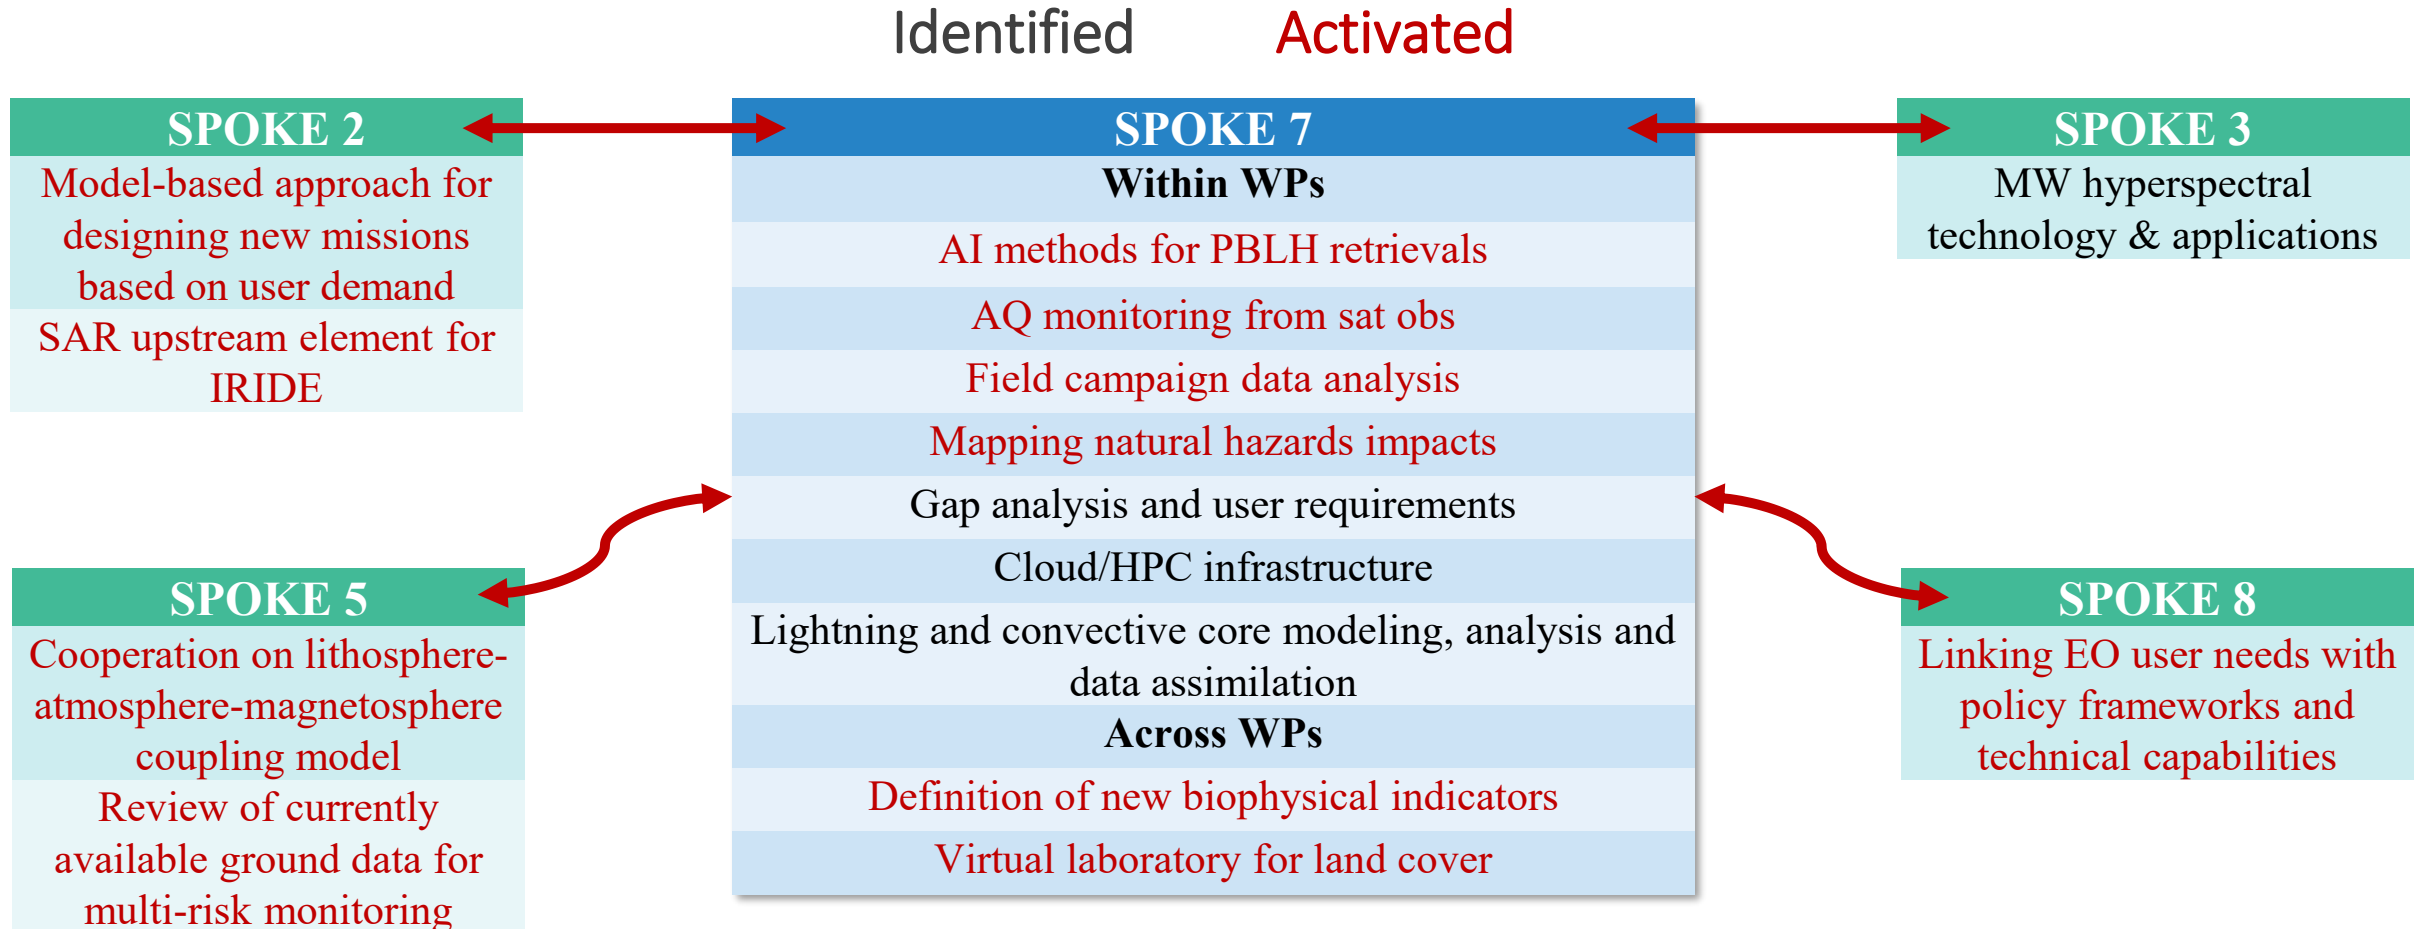 Identified Activated
SPOKE 2
Model-based approach for
designing new missions
based on user demand
SAR upstream element for
IRIDE
SPOKE 5
Cooperation on lithosphere-
atmosphere-magnetosphere
coupling model
Review of currently
available ground data for
multi-risk monitoring
SPOKE 7
Within WPs
AI methods for PBLH retrievals
AQ monitoring from sat obs
Field campaign data analysis
Mapping natural hazards impacts
Gap analysis and user requirements
Cloud/HPC infrastructure
Lightning and convective core modeling, analysis and
data assimilation
Across WPs
Definition of new biophysical indicators
Virtual laboratory for land cover
SPOKE 3
MW hyperspectral
technology & applications
SPOKE 8
Linking EO user needs with
policy frameworks and
technical capabilities